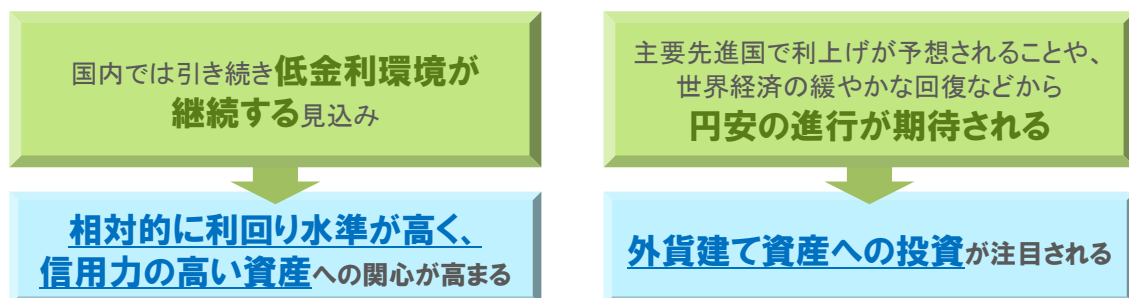 国内では引き続き低金利環境が
継続する見込み
相対的に利回り水準が高く、
信用力の高い資産への関心が高まる
主要先進国で利上げが予想されることや、
世界経済の緩やかな回復などから
円安の進行が期待される
外貨建て資産への投資が注目される